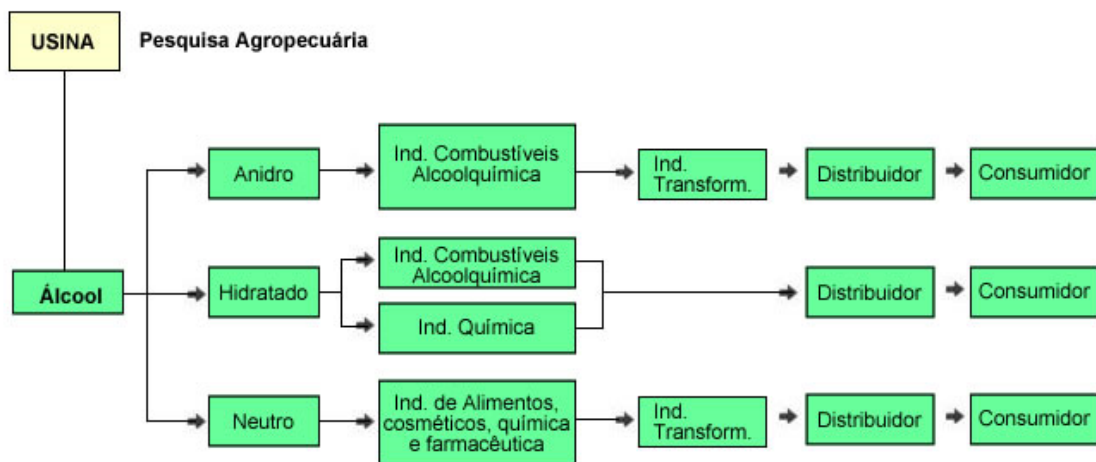 USINA
Pesquisa Agropecuária
Anidro
Ind. Combustíveis
Alcoolquímica
Ind.
Transform.
Distribuidor
Consumidor
Álcool
Hidratado
Ind. Combustíveis
Alcoolquímica
Ind. Química
Distribuidor
Consumidor
Neutro
Ind. de Alimentos,
cosméticos, química
e farmacêutica
Ind.
Transform.
Distribuidor
Consumidor